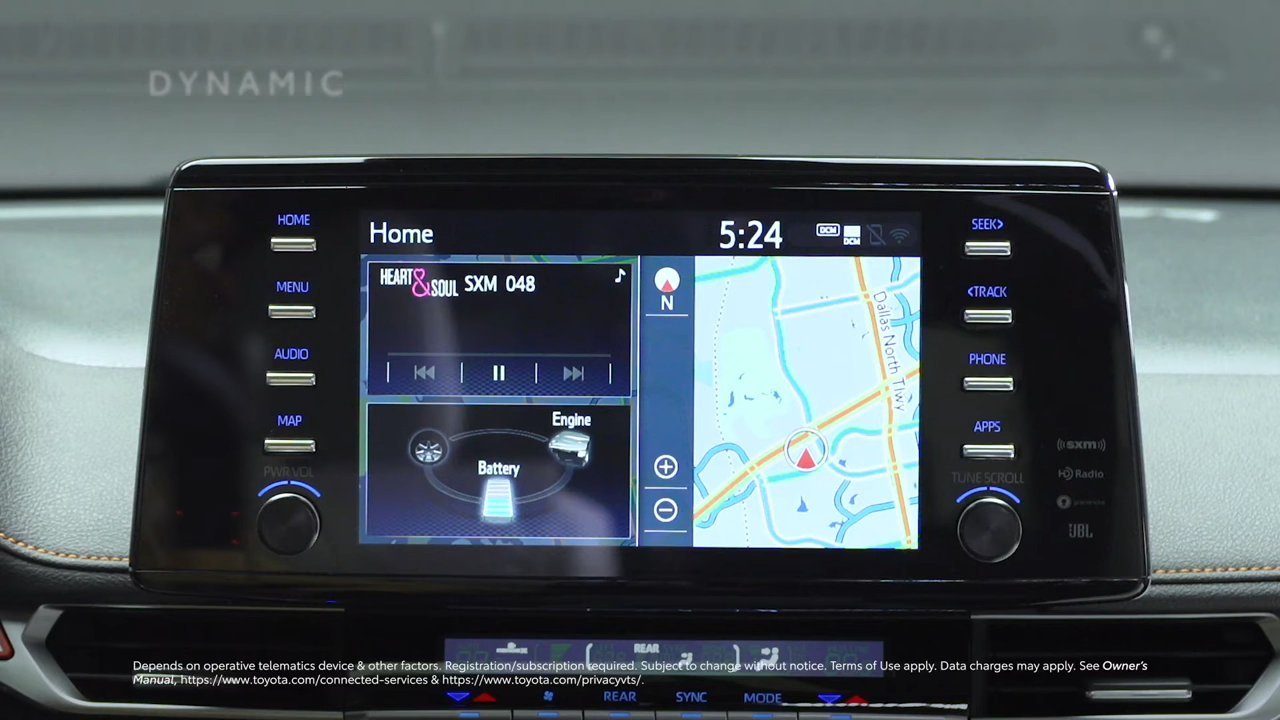 DYNAMIC
HOME
MENU
AUDIO
MAP
PWR VOL
Home
5:24
DCM
DCM
HEART & SOUL SXM 048
N
Dallas North Tlwy
Engine
Battery
SEEK>
<TRACK
PHONE
APPS
TUNE SCROLL
((sxm))
HD Radio
pandora
JBL
REAR
Depends on operative telematics device & other factors. Registration/subscription required. Subject to change without notice. Terms of Use apply. Data charges may apply. See Owner's
Manual, https://www.toyota.com/connected-services & https://www.toyota.com/privacyvts/.
REAR
SYNC
MODE